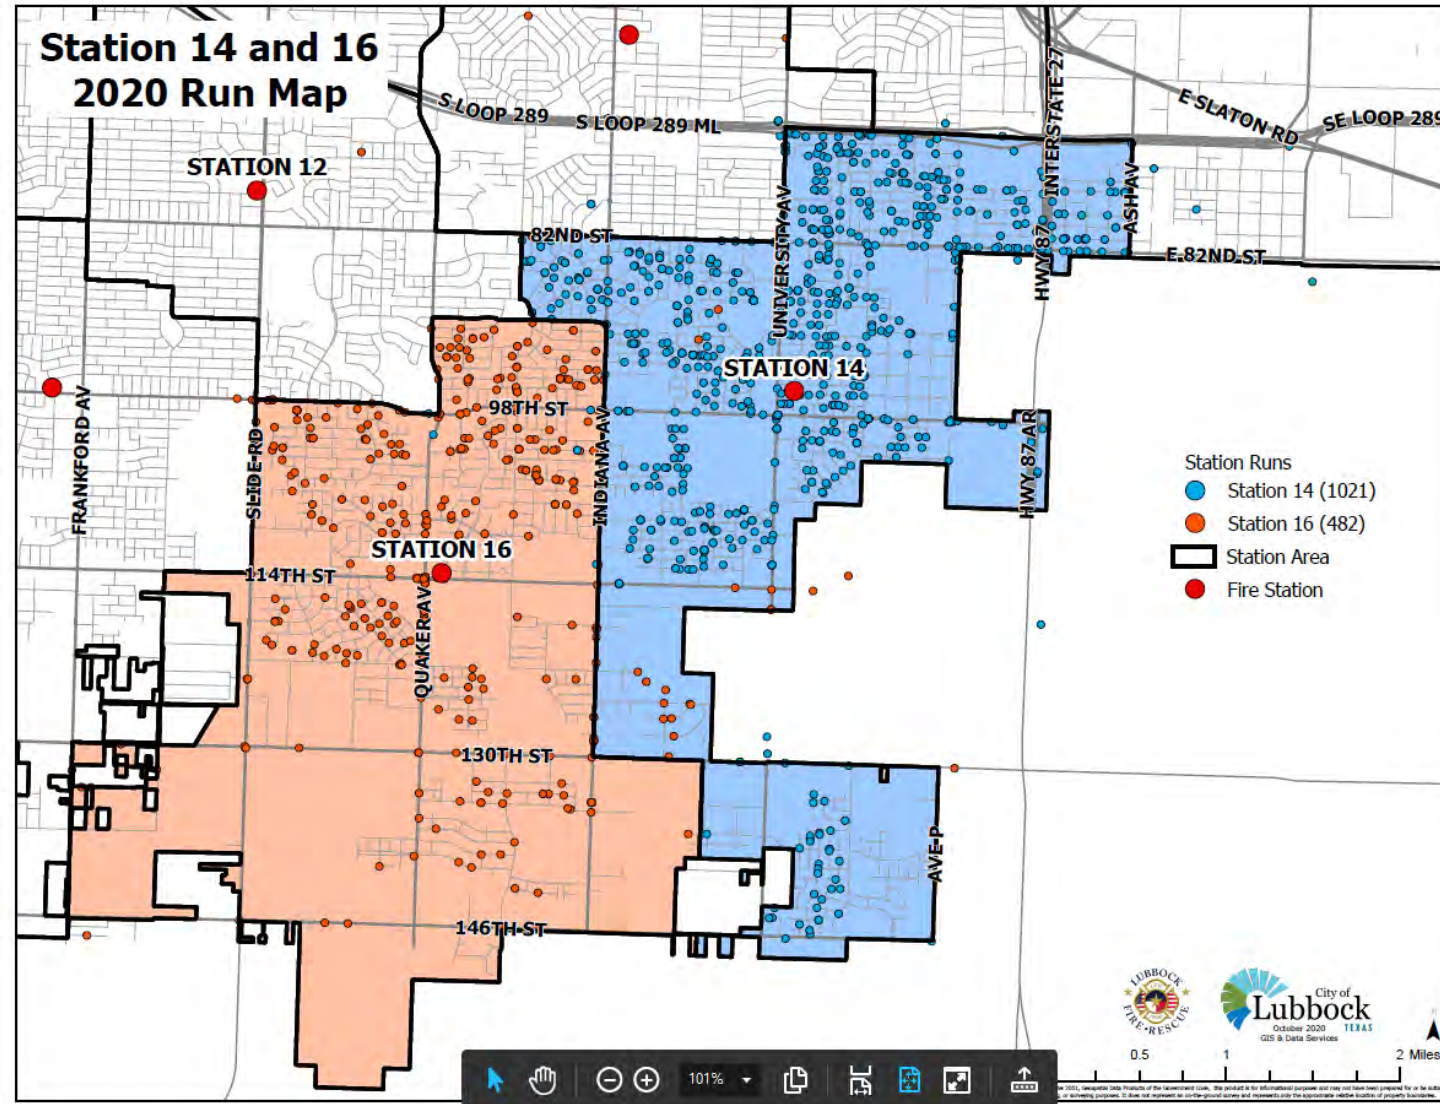 Station 14 and 16
2020 Run Map
S LOOP 289
S LOOP 289 ML
INTERSTATE 27
E SLATON RD
SE LOOP 289
STATION 12
UNIVERSITY AV
ASH AV
82ND ST
HWY 87
E 82ND ST
STATION 14
98TH ST
FRANKFORD AV
SLIDE RD
INDIANA AV
HWY 87 AR
Station Runs
Station 14 (1021)
Station 16 (482)
Station Area
Fire Station
STATION 16
114TH ST
QUAKER AV
130TH ST
AVE P
146TH ST
LUBBOCK
FIRE•RESCUE
City of
Lubbock
TEXAS
October 2020
GIS & Data Services
0.5 1 2 Miles
101%